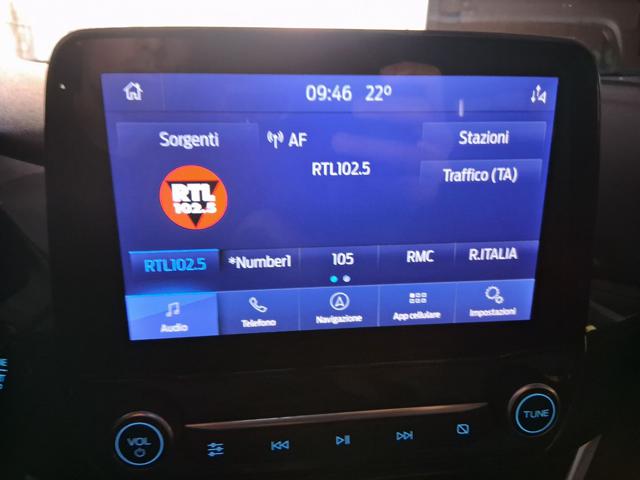 09:46 22°
Sorgenti
AF
Stazioni
RTL102.5
Traffico (TA)
RTL
102.5
RTL102.5
*Number1
105
RMC
R.ITALIA
Audio
Telefono
Navigazione
App cellulare
Impostazioni
VOL
TUNE